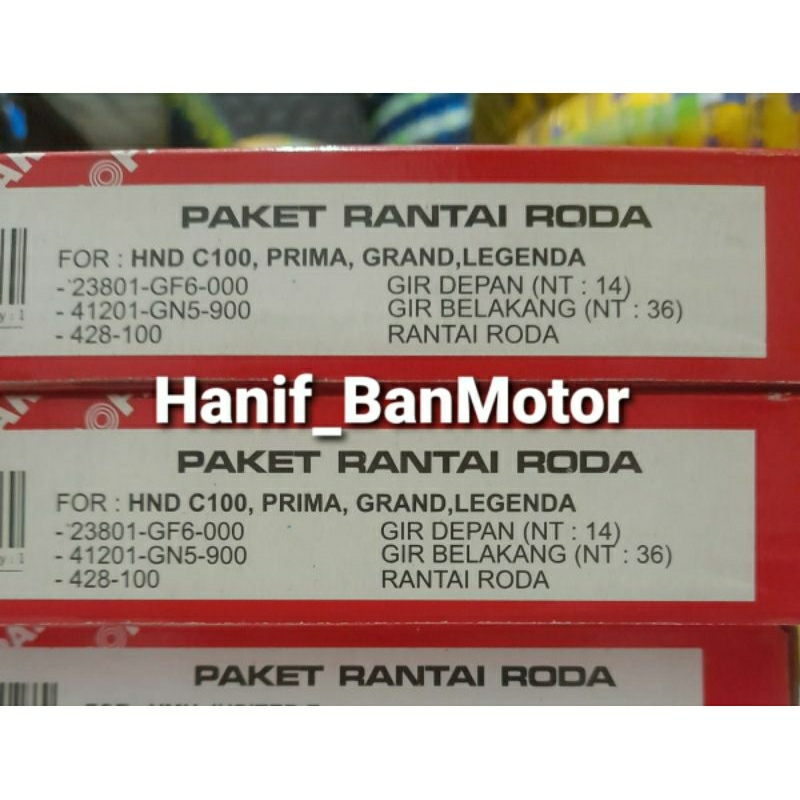 PAKET RANTAI RODA
FOR : HND C100, PRIMA, GRAND,LEGENDA
- 23801-GF6-000 GIR DEPAN (NT : 14)
- 41201-GN5-900 GIR BELAKANG (NT : 36)
- 428-100 RANTAI RODA
Hanif_BanMotor
PAKET RANTAI RODA
FOR : HND C100, PRIMA, GRAND,LEGENDA
- 23801-GF6-000 GIR DEPAN (NT : 14)
- 41201-GN5-900 GIR BELAKANG (NT : 36)
- 428-100 RANTAI RODA
PAKET RANTAI RODA